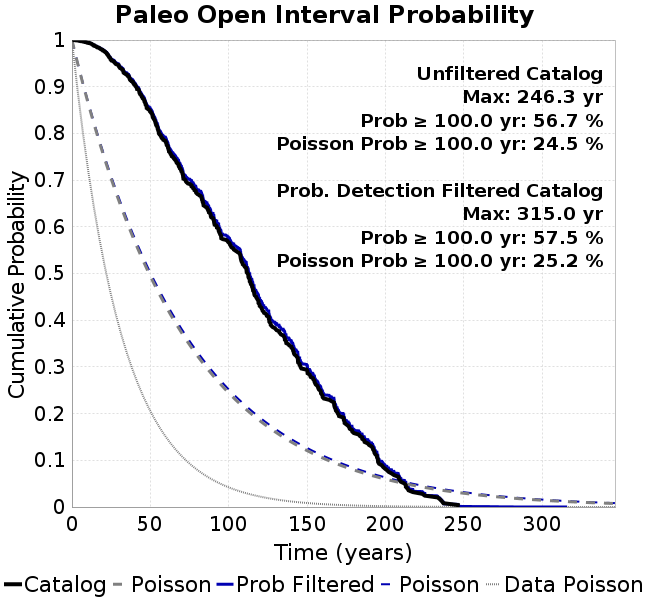 Paleo Open Interval Probability
Unfiltered Catalog
Max: 246.3 yr
Prob ≥ 100.0 yr: 56.7 %
Poisson Prob ≥ 100.0 yr: 24.5 %
Prob. Detection Filtered Catalog
Max: 315.0 yr
Prob ≥ 100.0 yr: 57.5 %
Poisson Prob ≥ 100.0 yr: 25.2 %
Cumulative Probability
1
0.9
0.8
0.7
0.6
0.5
0.4
0.3
0.2
0.1
0
0 50 100 150 200 250 300
Time (years)
Catalog Poisson Prob Filtered Poisson Data Poisson